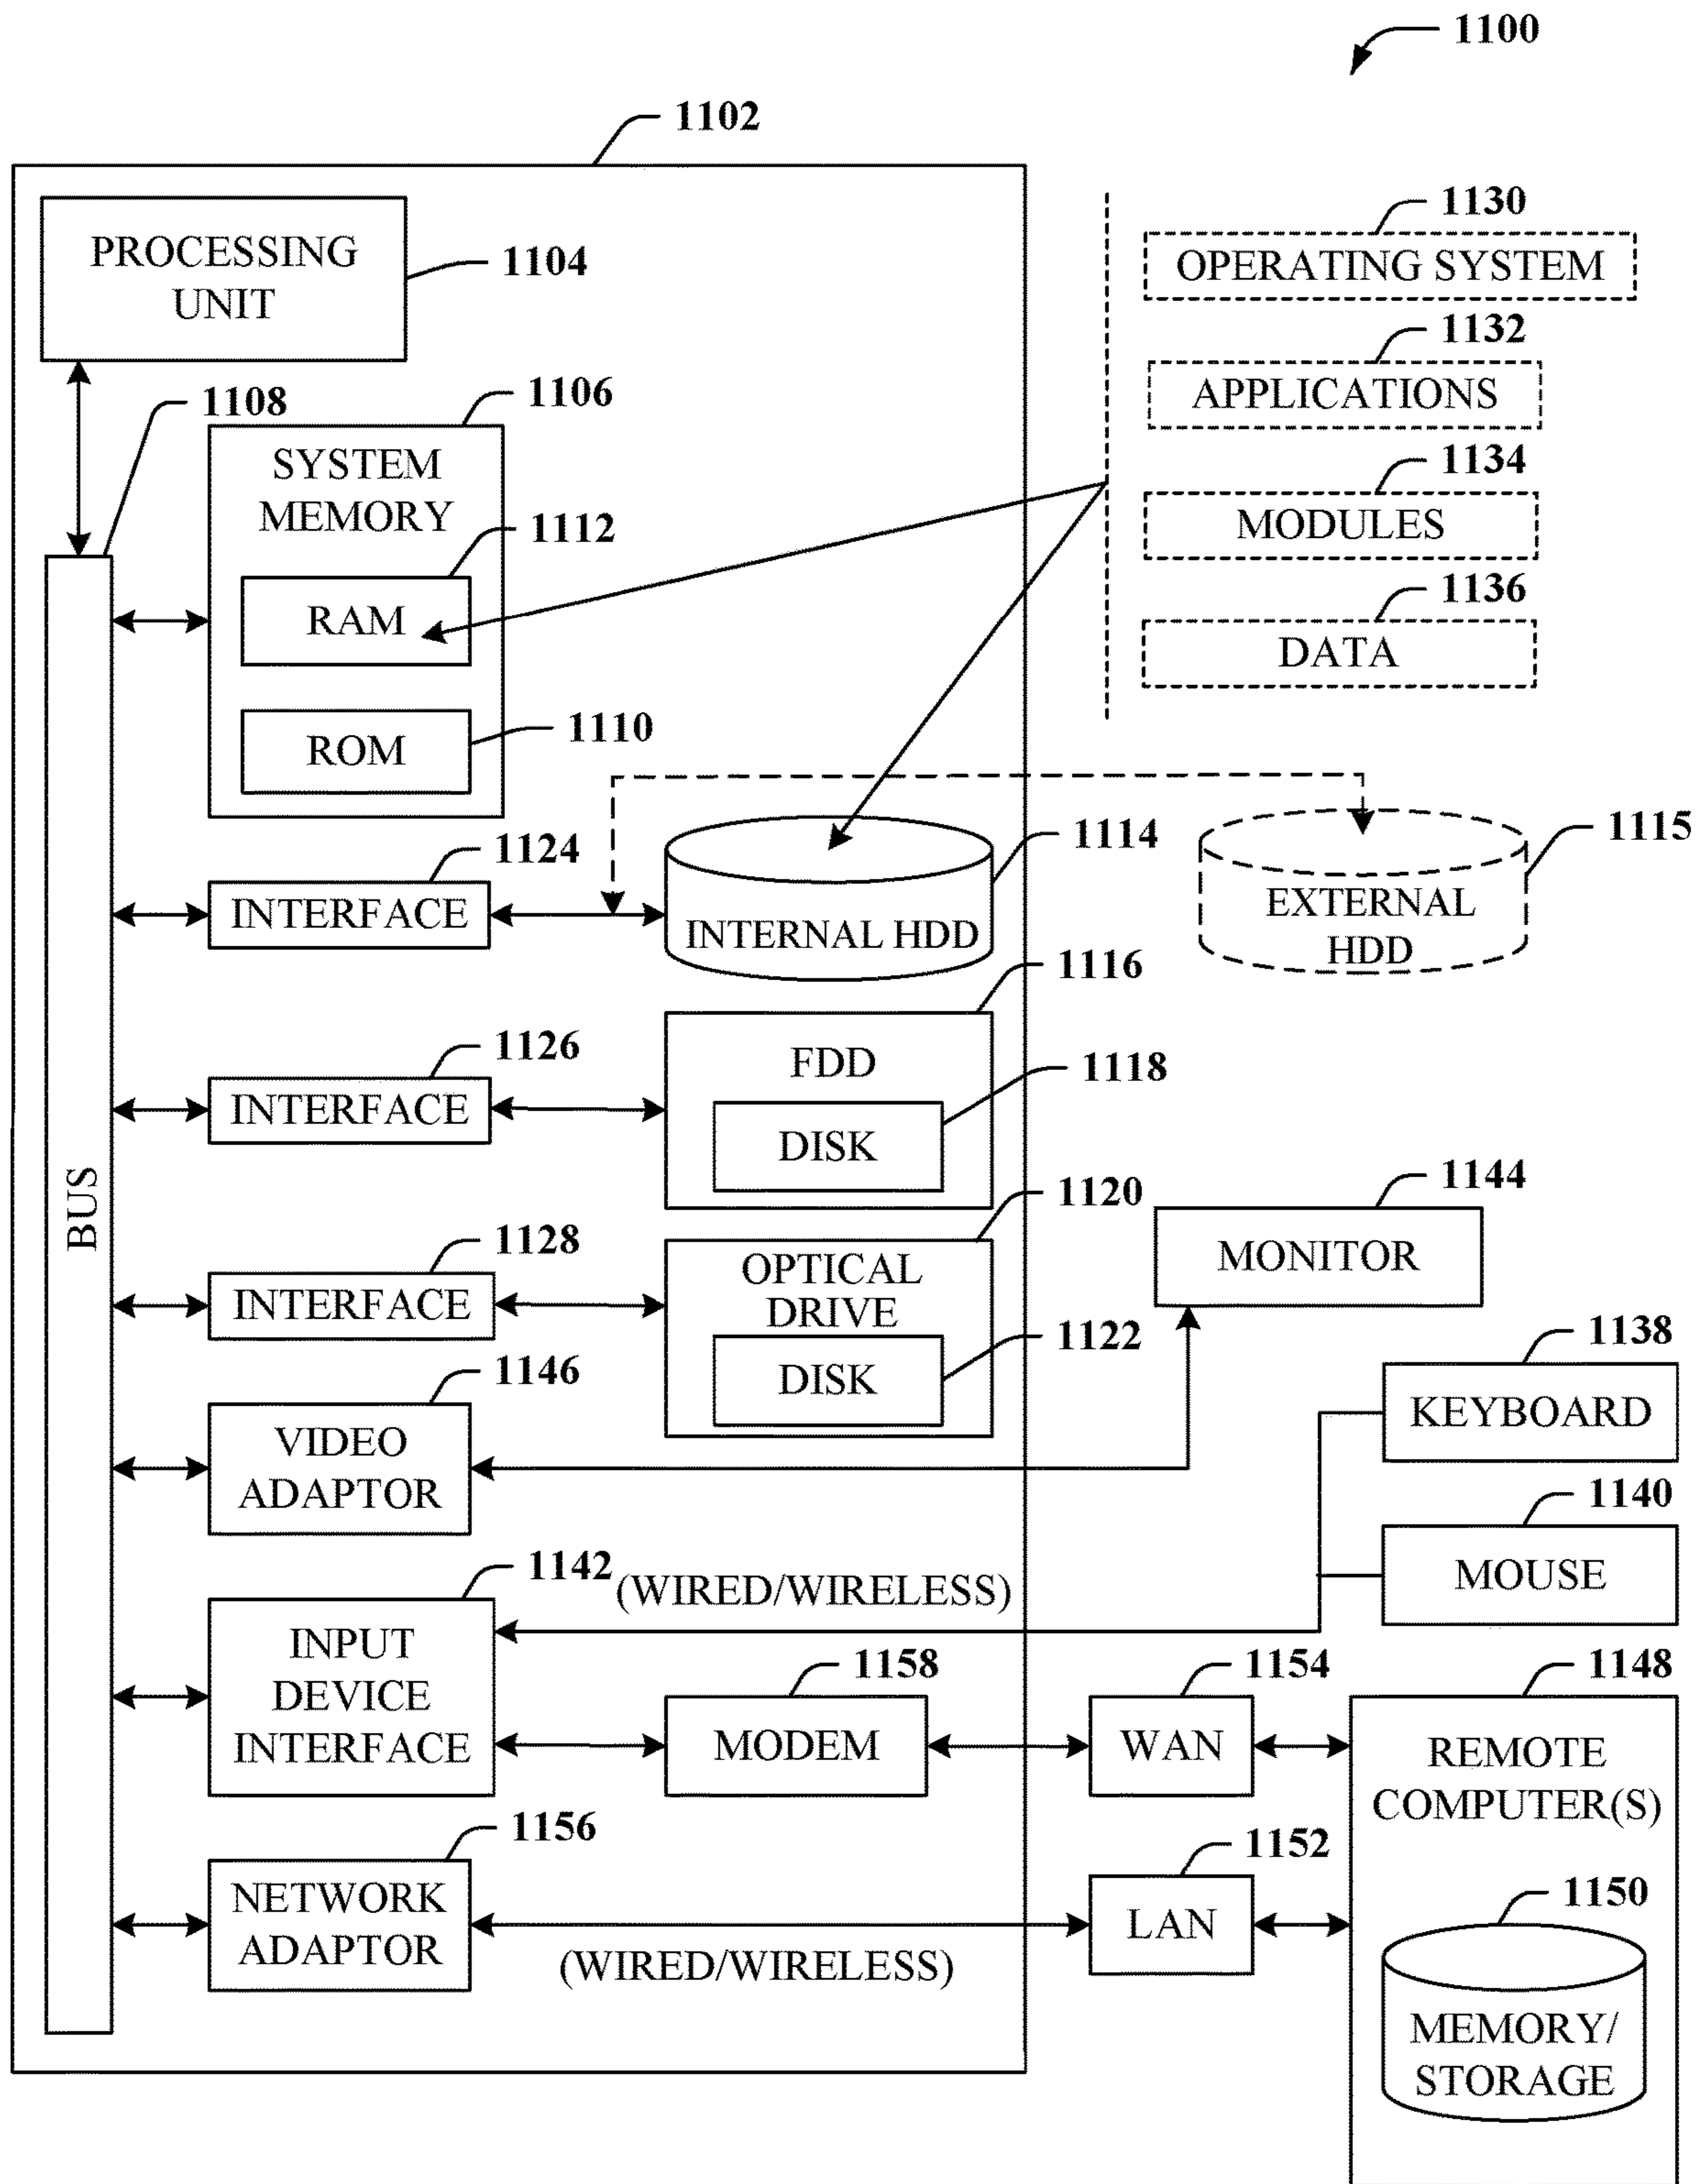 1100
1102
PROCESSING
UNIT
1104
1130
OPERATING SYSTEM
1132
APPLICATIONS
1134
MODULES
1136
DATA
1108
1106
SYSTEM
MEMORY
1112
RAM
1110
ROM
1124
INTERFACE
1114
INTERNAL HDD
1115
EXTERNAL
HDD
1126
INTERFACE
1116
FDD
1118
DISK
BUS
1128
INTERFACE
1120
OPTICAL
DRIVE
1122
DISK
1144
MONITOR
1146
VIDEO
ADAPTOR
1138
KEYBOARD
1140
MOUSE
1142
(WIRED/WIRELESS)
INPUT
DEVICE
INTERFACE
1158
MODEM
1154
WAN
1148
REMOTE
COMPUTER(S)
1156
NETWORK
ADAPTOR
(WIRED/WIRELESS)
1152
LAN
1150
MEMORY/
STORAGE